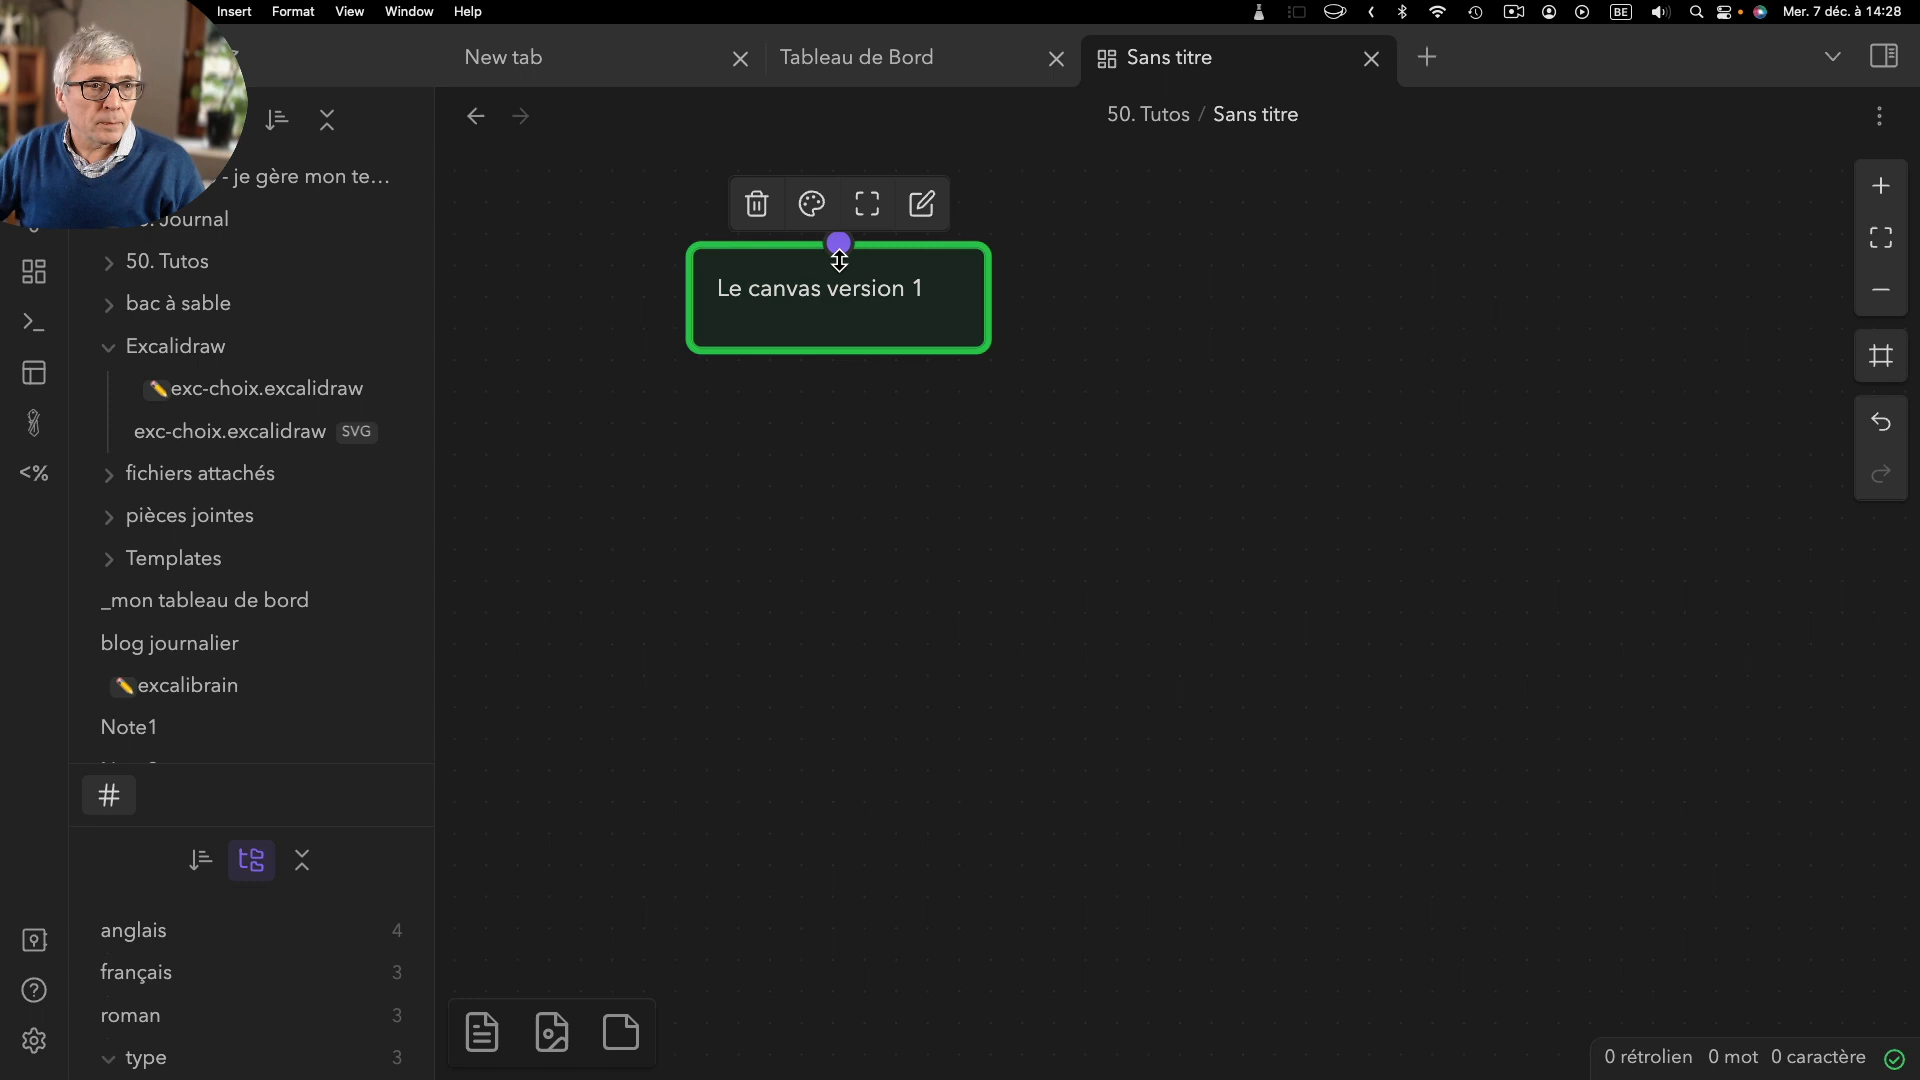 Insert Format View Window Help
BE Mer. 7 déc. à 14:28
New tab
Tableau de Bord
Sans titre
50. Tutos / Sans titre
- je gère mon te...
Journal
50. Tutos
bac à sable
Excalidraw
exc-choix.excalidraw
exc-choix.excalidraw SVG
fichiers attachés
pièces jointes
Templates
_mon tableau de bord
blog journalier
excalibrain
Note1
<%
#
anglais 4
français 3
roman 3
type 3
Le canvas version 1
0 rétrolien 0 mot 0 caractère